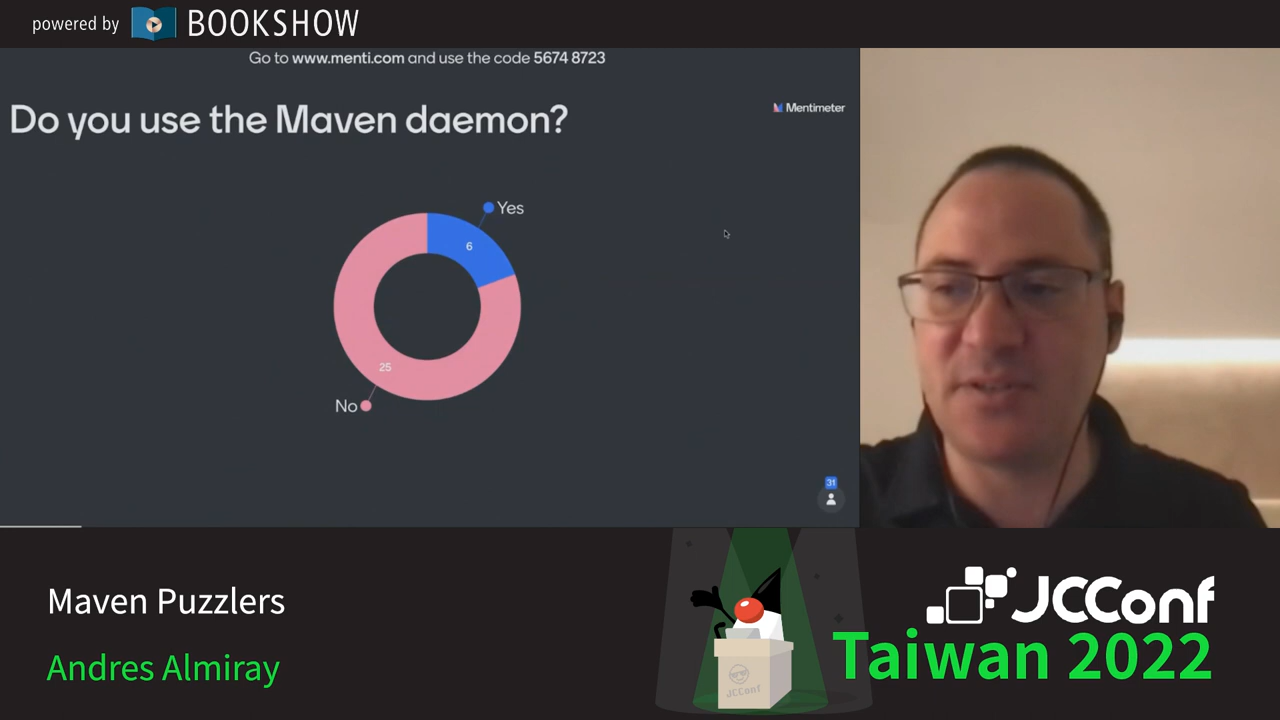 powered by BOOKSHOW
Go to www.menti.com and use the code 5674 8723
Do you use the Maven daemon?
Mentimeter
Yes
6
25
No
31
Maven Puzzlers
Andres Almiray
JCConf
JCConf
Taiwan 2022